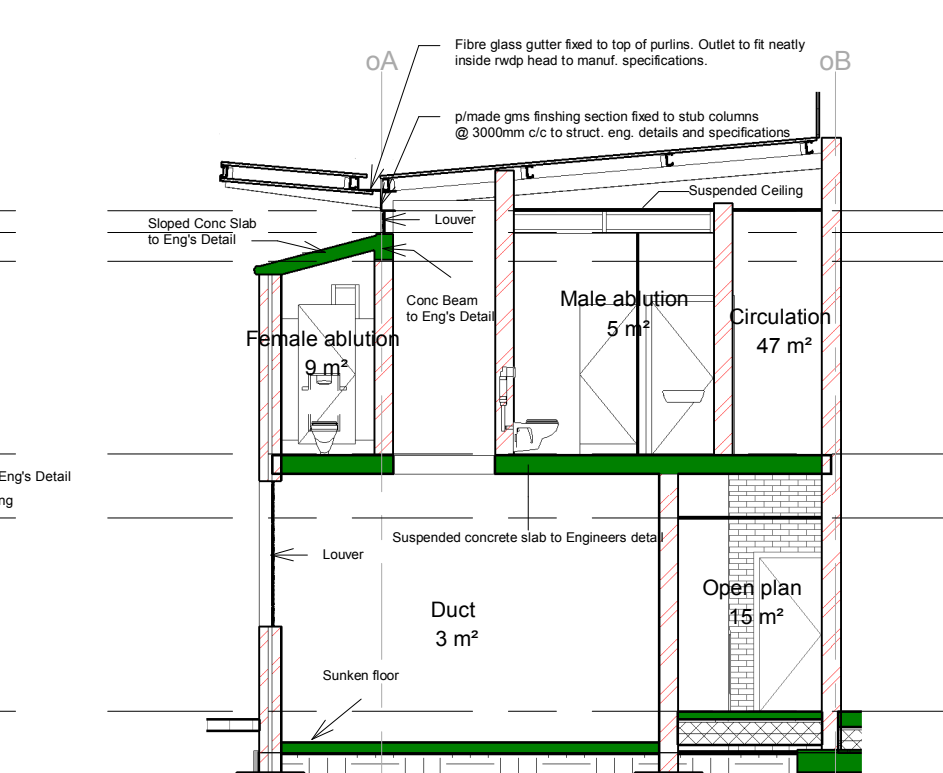 Fibre glass gutter fixed to top of purlins. Outlet to fit neatly
inside rwdp head to manuf. specifications.
oA
oB
p/made gms finshing section fixed to stub columns
@ 3000mm c/c to struct. eng. details and specifications
Suspended Ceiling
Sloped Conc Slab
to Eng's Detail
Louver
Conc Beam
to Eng's Detail
Male ablution
5 m²
Circulation
47 m²
Female ablution
9 m²
Eng's Detail
ng
Suspended concrete slab to Engineers detail
Louver
Open plan
15 m²
Duct
3 m²
Sunken floor